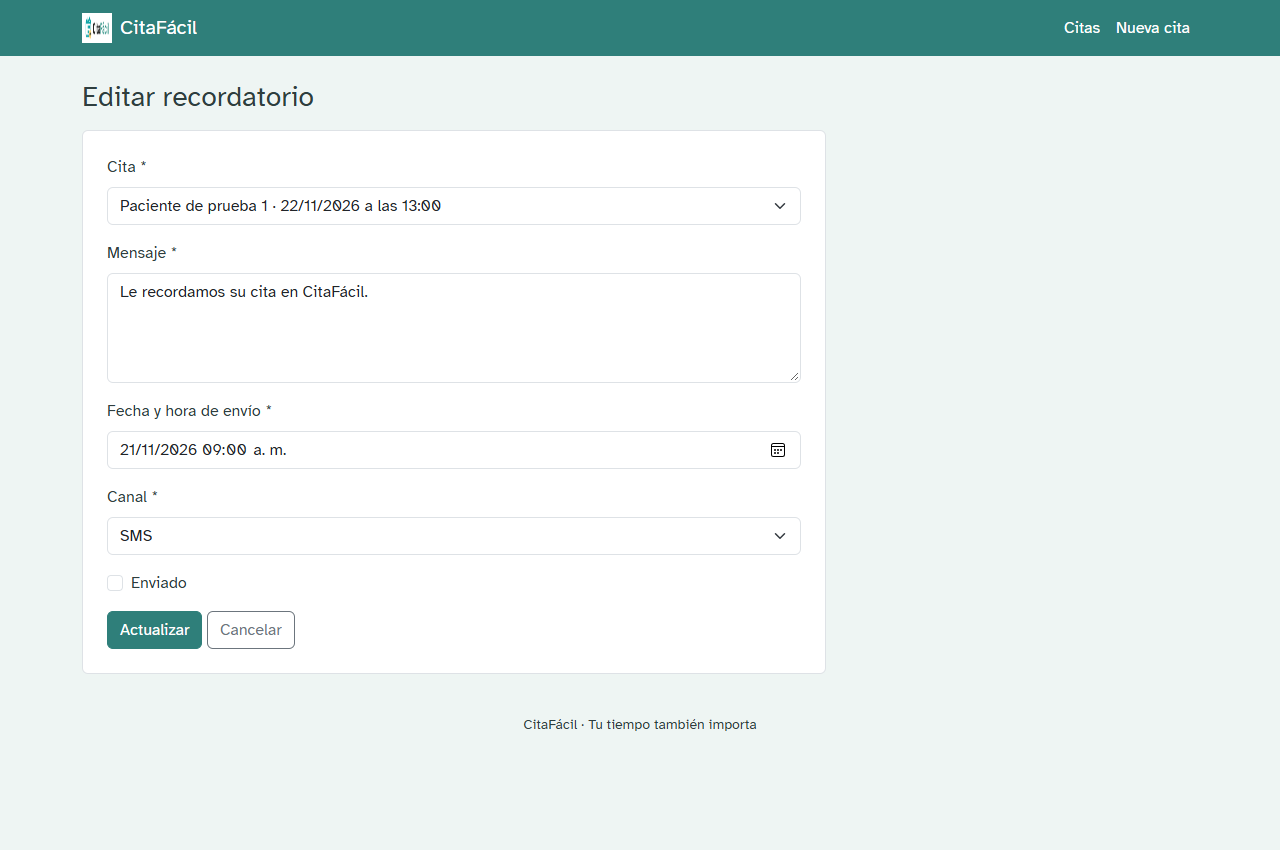 CitaFácil
Citas
Nueva cita
Editar recordatorio
Cita *
Paciente de prueba 1 · 22/11/2026 a las 13:00
Mensaje *
Le recordamos su cita en CitaFácil.
Fecha y hora de envío *
21/11/2026 09:00 a. m.
Canal *
SMS
Enviado
Actualizar
Cancelar
CitaFácil · Tu tiempo también importa